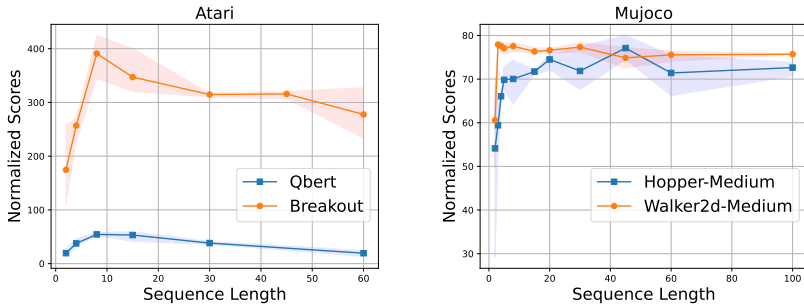 Atari
Normalized Scores
400
300
200
100
0
Qbert
Breakout
0 10 20 30 40 50 60
Sequence Length
Mujoco
Normalized Scores
80
70
60
50
40
30
Hopper-Medium
Walker2d-Medium
0 20 40 60 80 100
Sequence Length